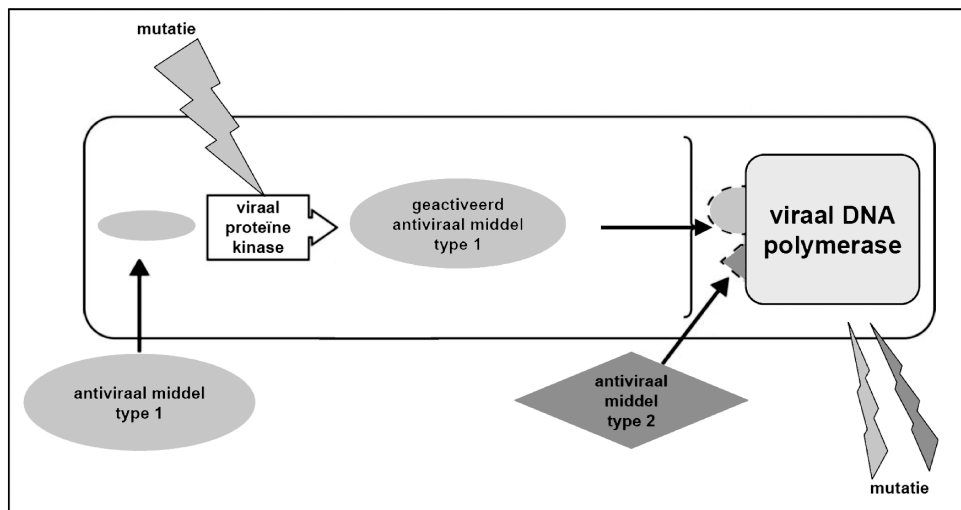 mutatie
viraal
proteïne
kinase
geactiveerd
antiviraal middel
type 1
viraal DNA
polymerase
antiviraal middel
type 1
antiviraal
middel
type 2
mutatie